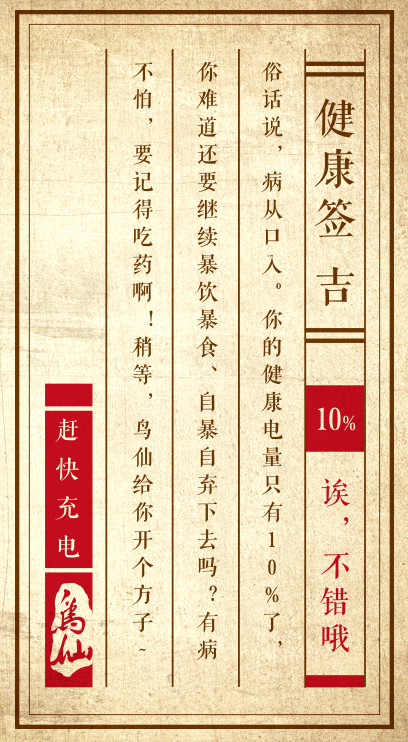 健康签 吉
10%
诶，不错哦
俗话说，病从口入。你的健康电量只有10%了，
你难道还要继续暴饮暴食、自暴自弃下去吗？有病
不怕，要记得吃药啊！稍等，鸟仙给你开个方子~
赶快充电
鸟仙